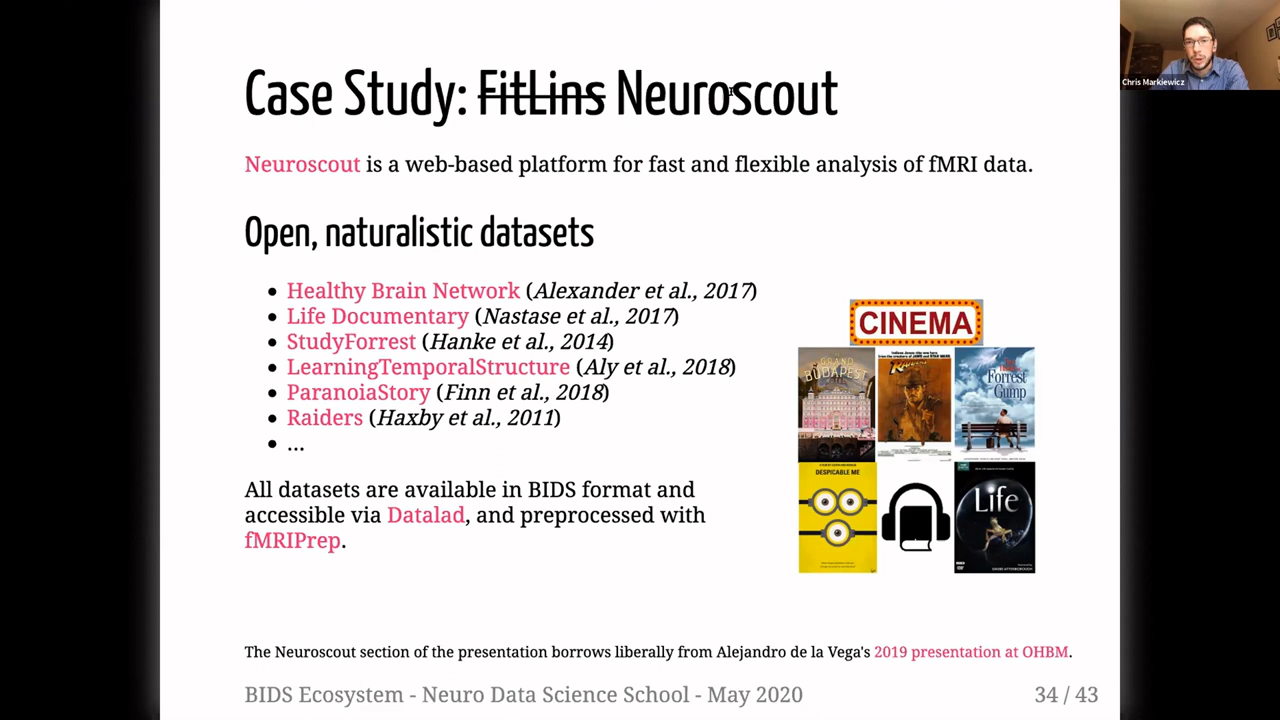 Case Study: FitLins Neuroscout
Chris Markiewicz
Neuroscout is a web-based platform for fast and flexible analysis of fMRI data.
Open, naturalistic datasets
• Healthy Brain Network (Alexander et al., 2017)
• Life Documentary (Nastase et al., 2017)
• StudyForrest (Hanke et al., 2014)
• LearningTemporalStructure (Aly et al., 2018)
• ParanoiaStory (Finn et al., 2018)
• Raiders (Haxby et al., 2011)
• ...
CINEMA
GRAND
BUDAPEST
Forrest
Gump
DESPICABLE ME
Life
All datasets are available in BIDS format and
accessible via Datalad, and preprocessed with
fMRIPrep.
The Neuroscout section of the presentation borrows liberally from Alejandro de la Vega's 2019 presentation at OHBM.
BIDS Ecosystem - Neuro Data Science School - May 2020
34 / 43